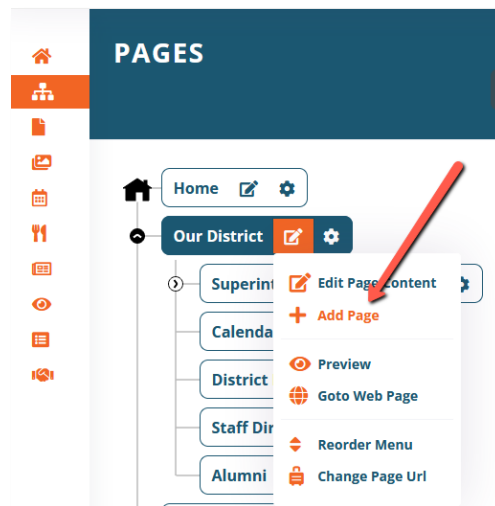 PAGES
Home
Our District
Edit Page Content
Add Page
Calenda
District
Preview
Goto Web Page
Staff Dir
Reorder Menu
Alumni
Change Page Url